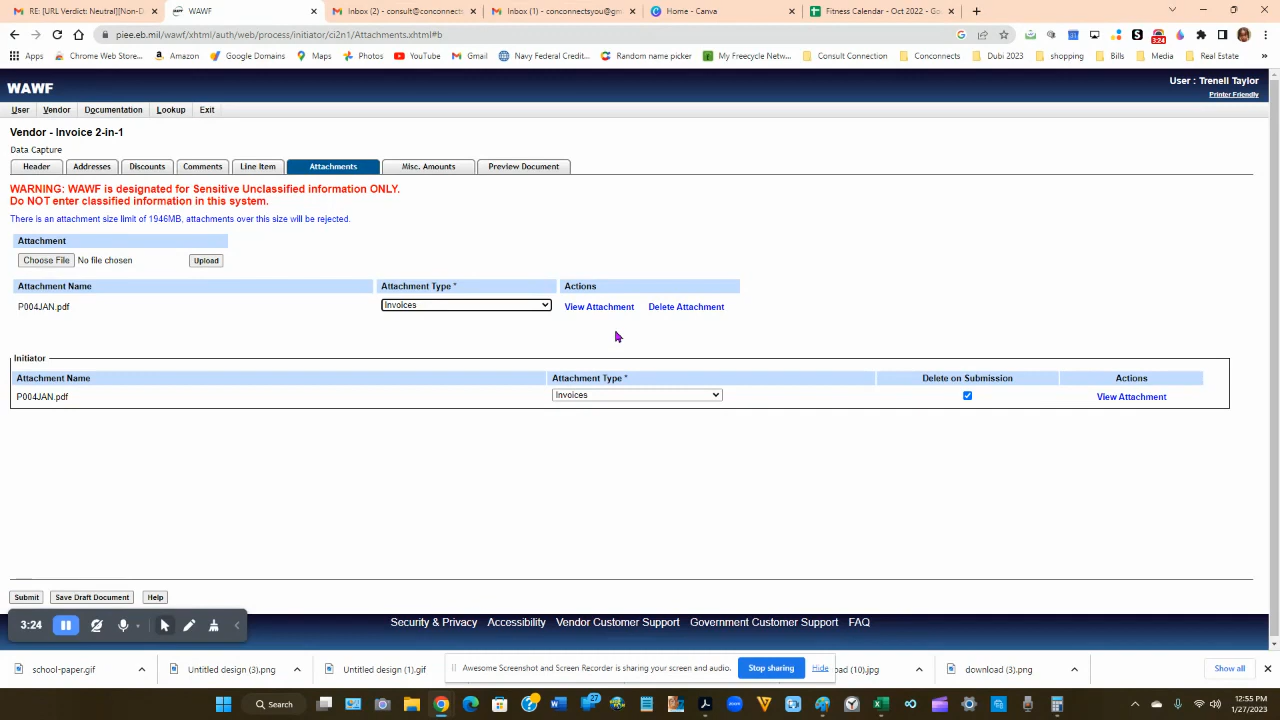 RE: [URL Verdict: Neutral][Non-D
WAWF
Inbox (2) - consult@conconnects
Inbox (1) - conconnectsyou@gm
Home - Canva
Fitness Calendar - Oct 2022 - Go
piee.eb.mil/wawf/xhtml/auth/web/process/initiator/ci2n1/Attachments.xhtml#b
3:24
Apps
Chrome Web Store...
Amazon
Google Domains
Maps
Photos
YouTube
Gmail
Navy Federal Credit...
Random name picker
My Freecycle Netwo...
Consult Connection
Conconnects
Dubi 2023
shopping
Bills
Media
Real Estate
WAWF
User : Trenell Taylor
Printer Friendly
User
Vendor
Documentation
Lookup
Exit
Vendor - Invoice 2-in-1
Data Capture
Header
Addresses
Discounts
Comments
Line Item
Attachments
Misc. Amounts
Preview Document
WARNING: WAWF is designated for Sensitive Unclassified information ONLY.
Do NOT enter classified information in this system.
There is an attachment size limit of 1946MB, attachments over this size will be rejected.
Attachment
Choose File No file chosen Upload
Attachment Name Attachment Type * Actions
P004JAN.pdf Invoices View Attachment Delete Attachment
Initiator
Attachment Name Attachment Type * Delete on Submission Actions
P004JAN.pdf Invoices View Attachment
Submit Save Draft Document Help
3:24
Security & Privacy Accessibility Vendor Customer Support Government Customer Support FAQ
school-paper.gif
Untitled design (3).png
Untitled design (1).gif
Awesome Screenshot and Screen Recorder is sharing your screen and audio.
Stop sharing
Hide
oad (10).jpg
download (3).png
Show all
Search
27
12:55 PM
1/27/2023